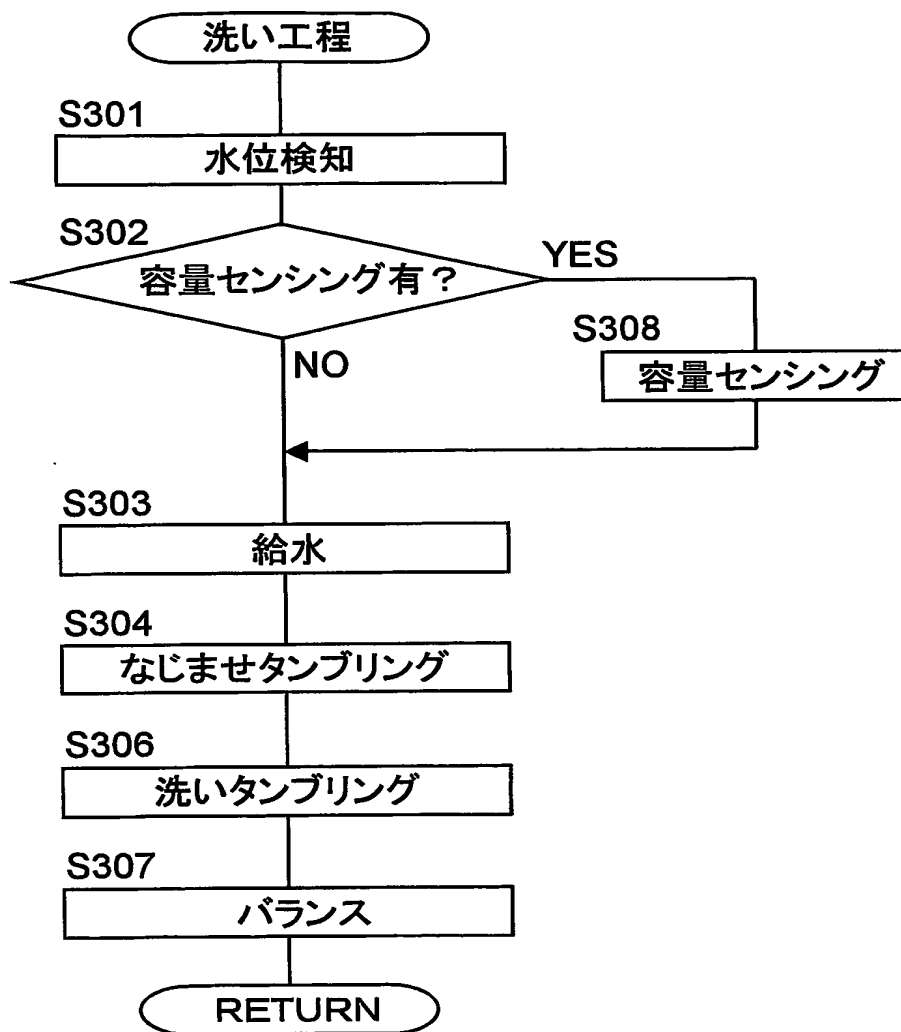 洗い工程
S301
水位検知
S302
容量センシング有？
YES
S308
容量センシング
NO
S303
給水
S304
なじませタンブリング
S306
洗いタンブリング
S307
バランス
RETURN